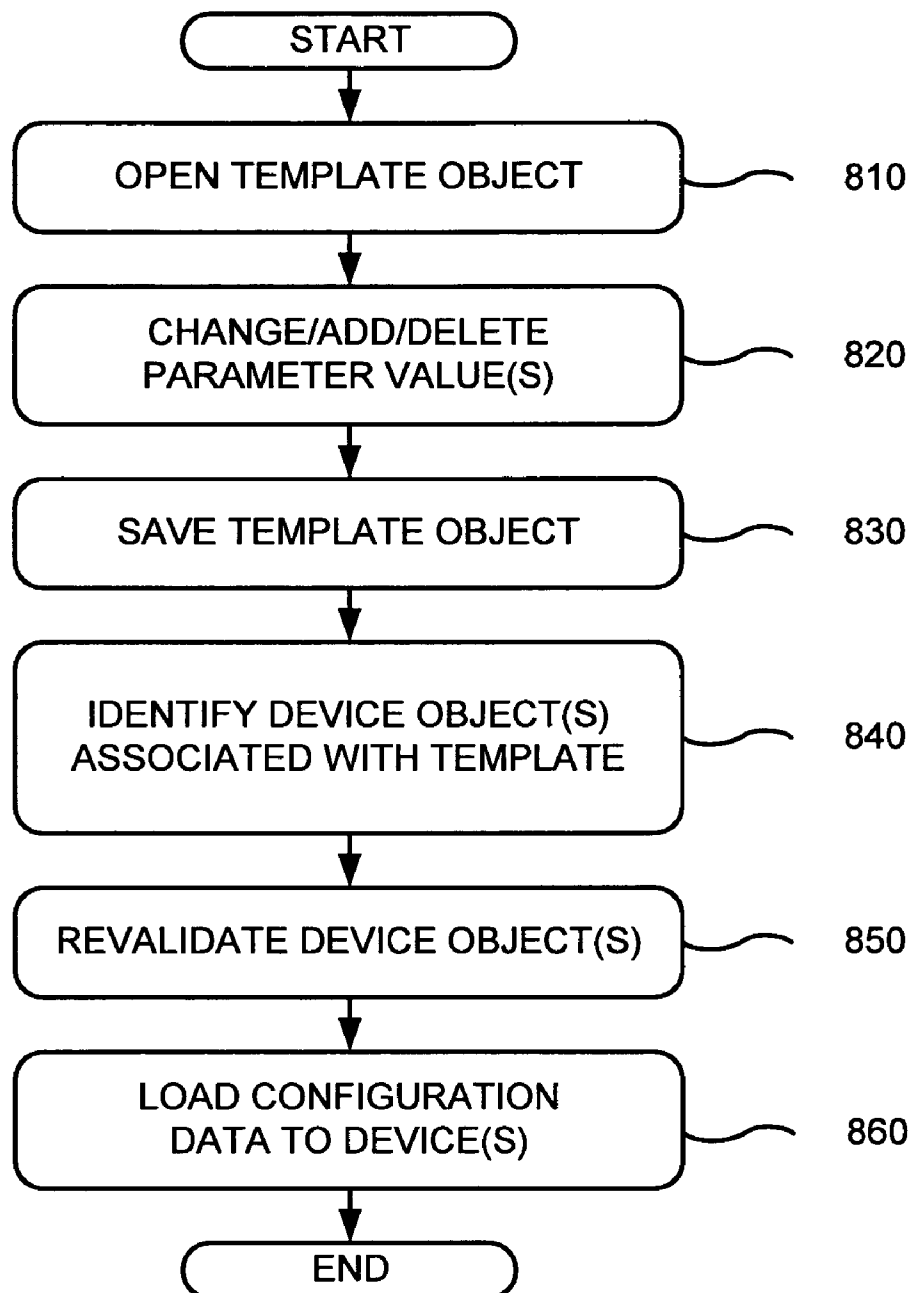 START
OPEN TEMPLATE OBJECT
810
CHANGE/ADD/DELETE
PARAMETER VALUE(S)
820
SAVE TEMPLATE OBJECT
830
IDENTIFY DEVICE OBJECT(S)
ASSOCIATED WITH TEMPLATE
840
REVALIDATE DEVICE OBJECT(S)
850
LOAD CONFIGURATION
DATA TO DEVICE(S)
860
END